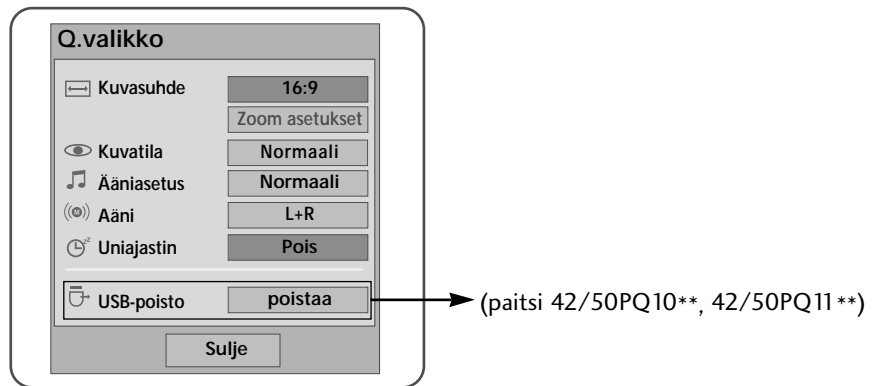 Q.valikko
Kuvasuhde 16:9
Zoom asetukset
Kuvatila Normaali
Ääniasetus Normaali
Ääni L+R
Uniajastin Pois
USB-poisto poistaa (paitsi 42/50PQ10**, 42/50PQ11**)
Sulje